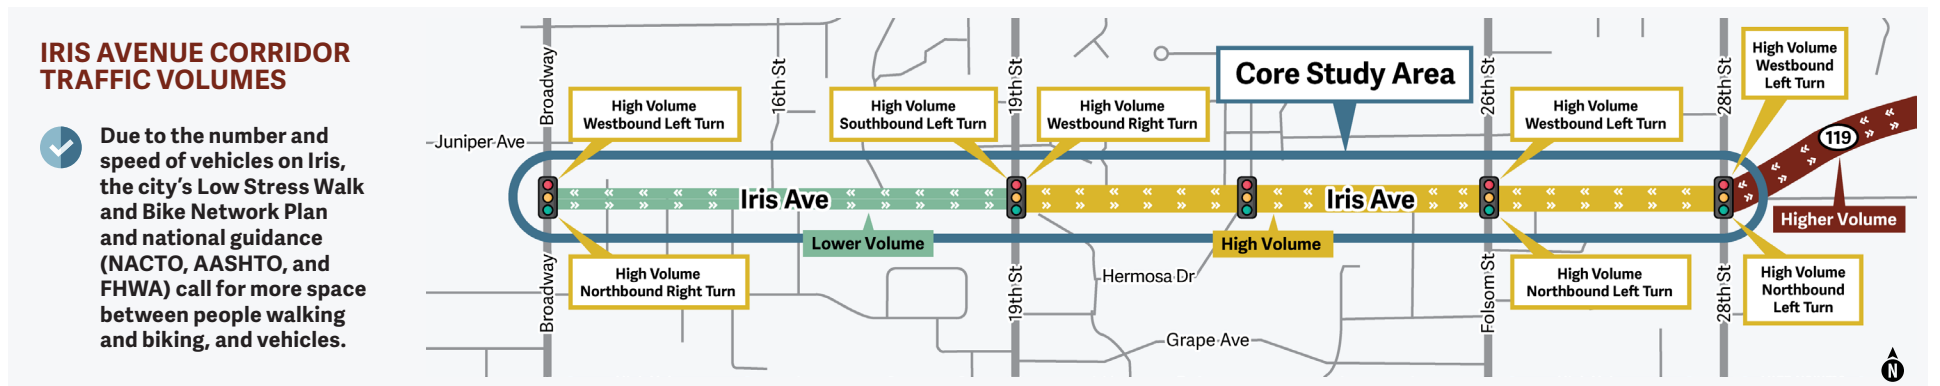 IRIS AVENUE CORRIDOR
TRAFFIC VOLUMES
Due to the number and
speed of vehicles on Iris,
the city's Low Stress Walk
and Bike Network Plan
and national guidance
(NACTO, AASHTO, and
FHWA) call for more space
between people walking
and biking, and vehicles.
Juniper Ave
Broadway
High Volume
Westbound Left Turn
16th St
High Volume
Southbound Left Turn
19th St
High Volume
Westbound Right Turn
Core Study Area
26th St
High Volume
Westbound Left Turn
28th St
High Volume
Westbound
Left Turn
119
Iris Ave
Iris Ave
Lower Volume
High Volume
Higher Volume
Broadway
High Volume
Northbound Right Turn
19th St
Hermosa Dr
Grape Ave
Folsom St
High Volume
Northbound Left Turn
28th St
High Volume
Northbound
Left Turn
N